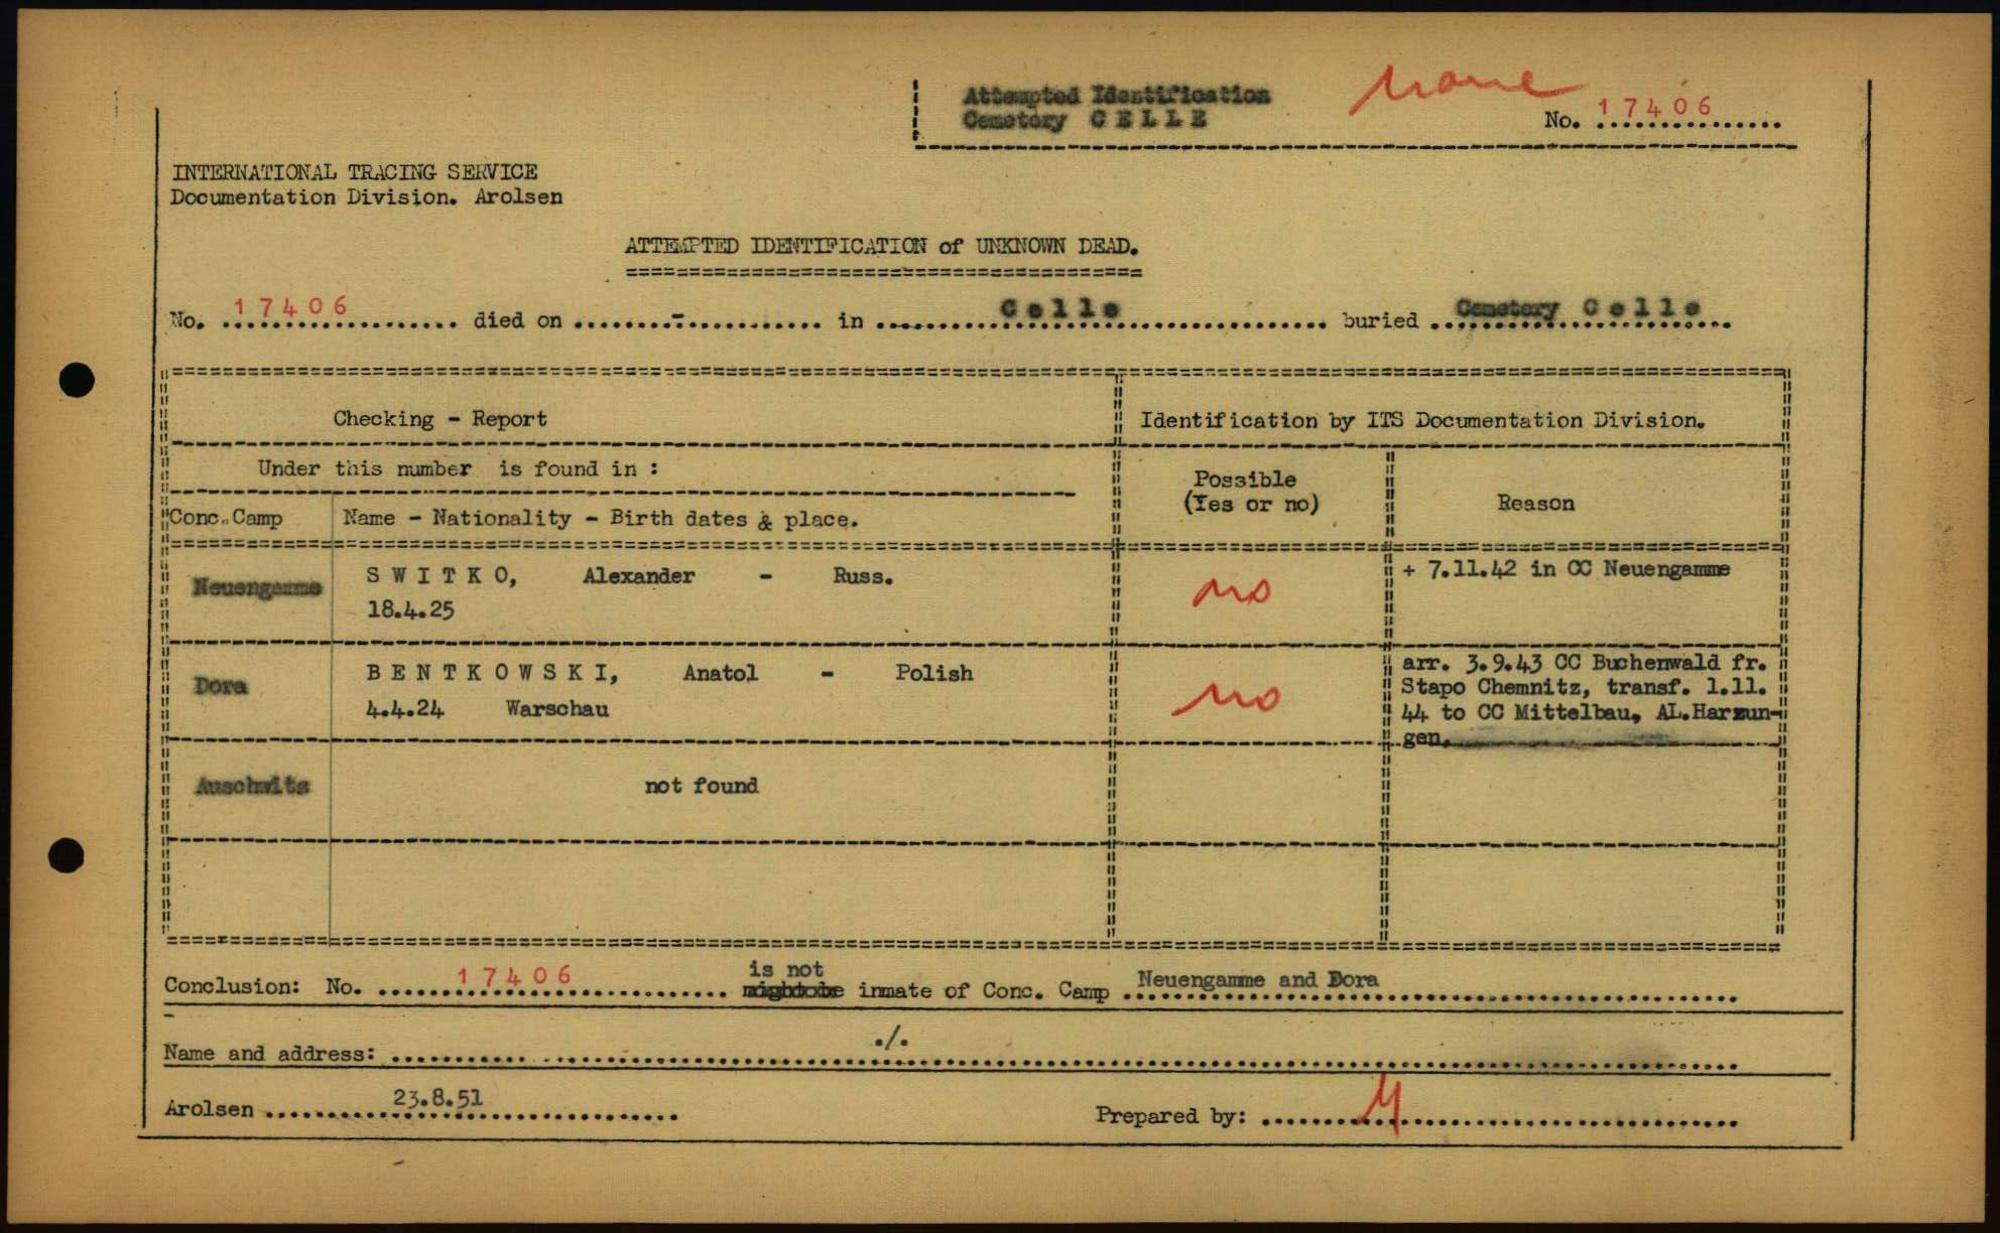 Attempted Identification
Cemetery CELLE
none
No. 17406
INTERNATIONAL TRACING SERVICE
Documentation Division. Arolsen
ATTEMPTED IDENTIFICATION of UNKNOWN DEAD.
No. 17406 died on - in Celle buried Cemetery Celle
Checking - Report
Identification by ITS Documentation Division.
Under this number is found in :
Possible
(Yes or no)
Reason
Conc. Camp
Name - Nationality - Birth dates & place.
Neuengamme
SWITKO, Alexander - Russ.
18.4.25
no
+ 7.11.42 in CC Neuengamme
Dora
BENTKOWSKI, Anatol - Polish
4.4.24 Warschau
no
arr. 3.9.43 CC Buchenwald fr.
Stapo Chemnitz, transf. 1.11.
44 to CC Mittelbau, AL.Harzun-
gen.
Auschwitz
not found
is not
Conclusion: No. 17406 might be inmate of Conc. Camp Neuengamme and Dora
Name and address: ./.
Arolsen 23.8.51
Prepared by: